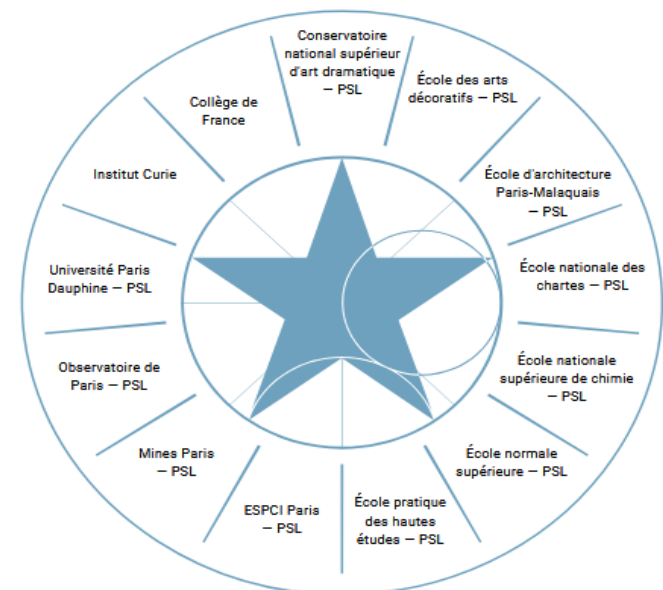 Conservatoire
national supérieur
d'art dramatique
— PSL
École des arts
décoratifs — PSL
École d'architecture
Paris-Malaquais
— PSL
École nationale des
chartes — PSL
École nationale
supérieure de chimie
— PSL
École normale
supérieure — PSL
École pratique
des hautes
études — PSL
ESPCI Paris
— PSL
Mines Paris
— PSL
Observatoire de
Paris — PSL
Université Paris
Dauphine — PSL
Institut Curie
Collège de
France